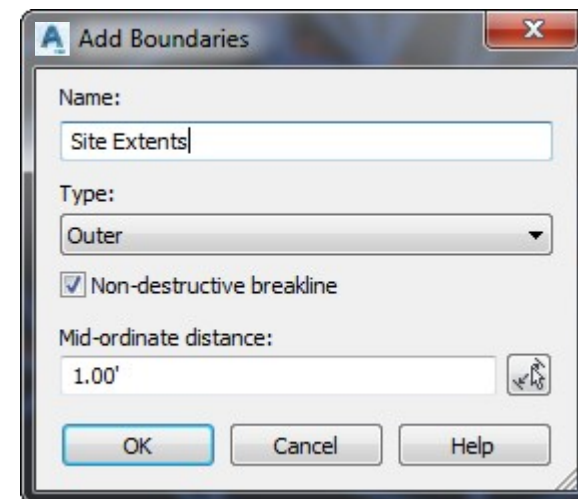 Add Boundaries
Name:
Site Extents
Type:
Outer
Non-destructive breakline
Mid-ordinate distance:
1.00'
OK Cancel Help